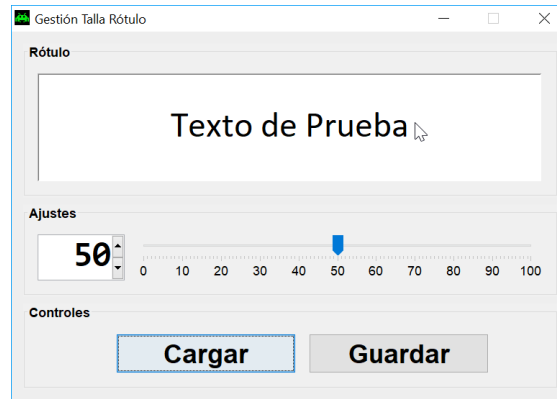 Gestión Talla Rótulo
Rótulo
Texto de Prueba
Ajustes
50
0 10 20 30 40 50 60 70 80 90 100
Controles
Cargar Guardar